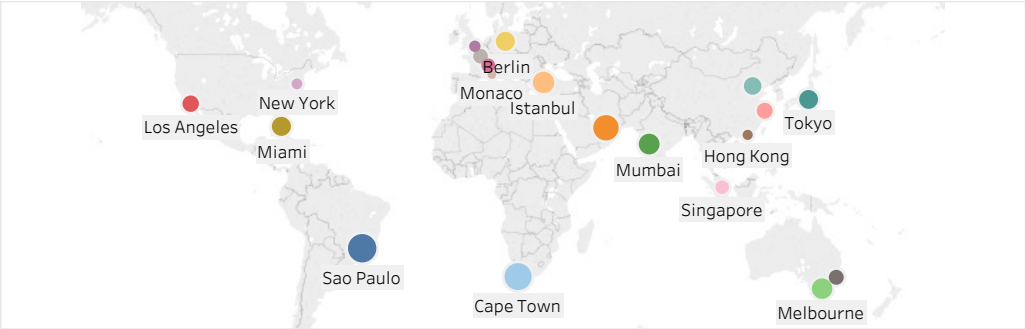 Berlin
Monaco
New York
Istanbul
Los Angeles
Tokyo
Miami
Hong Kong
Mumbai
Singapore
Sao Paulo
Cape Town
Melbourne